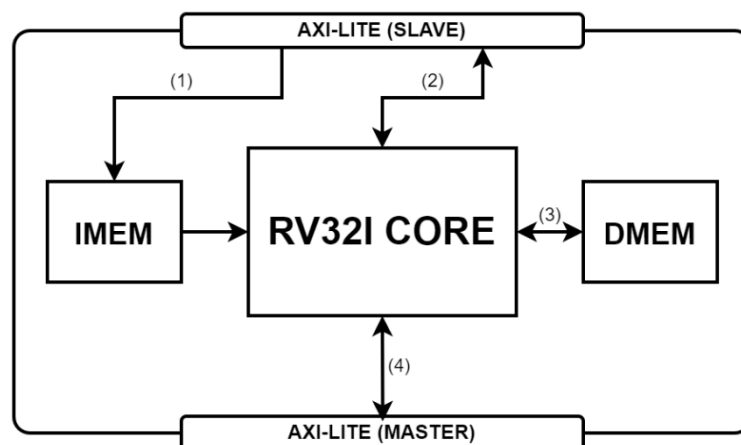 AXI-LITE (SLAVE)
(1)
(2)
IMEM
RV32I CORE
(3)
DMEM
(4)
AXI-LITE (MASTER)